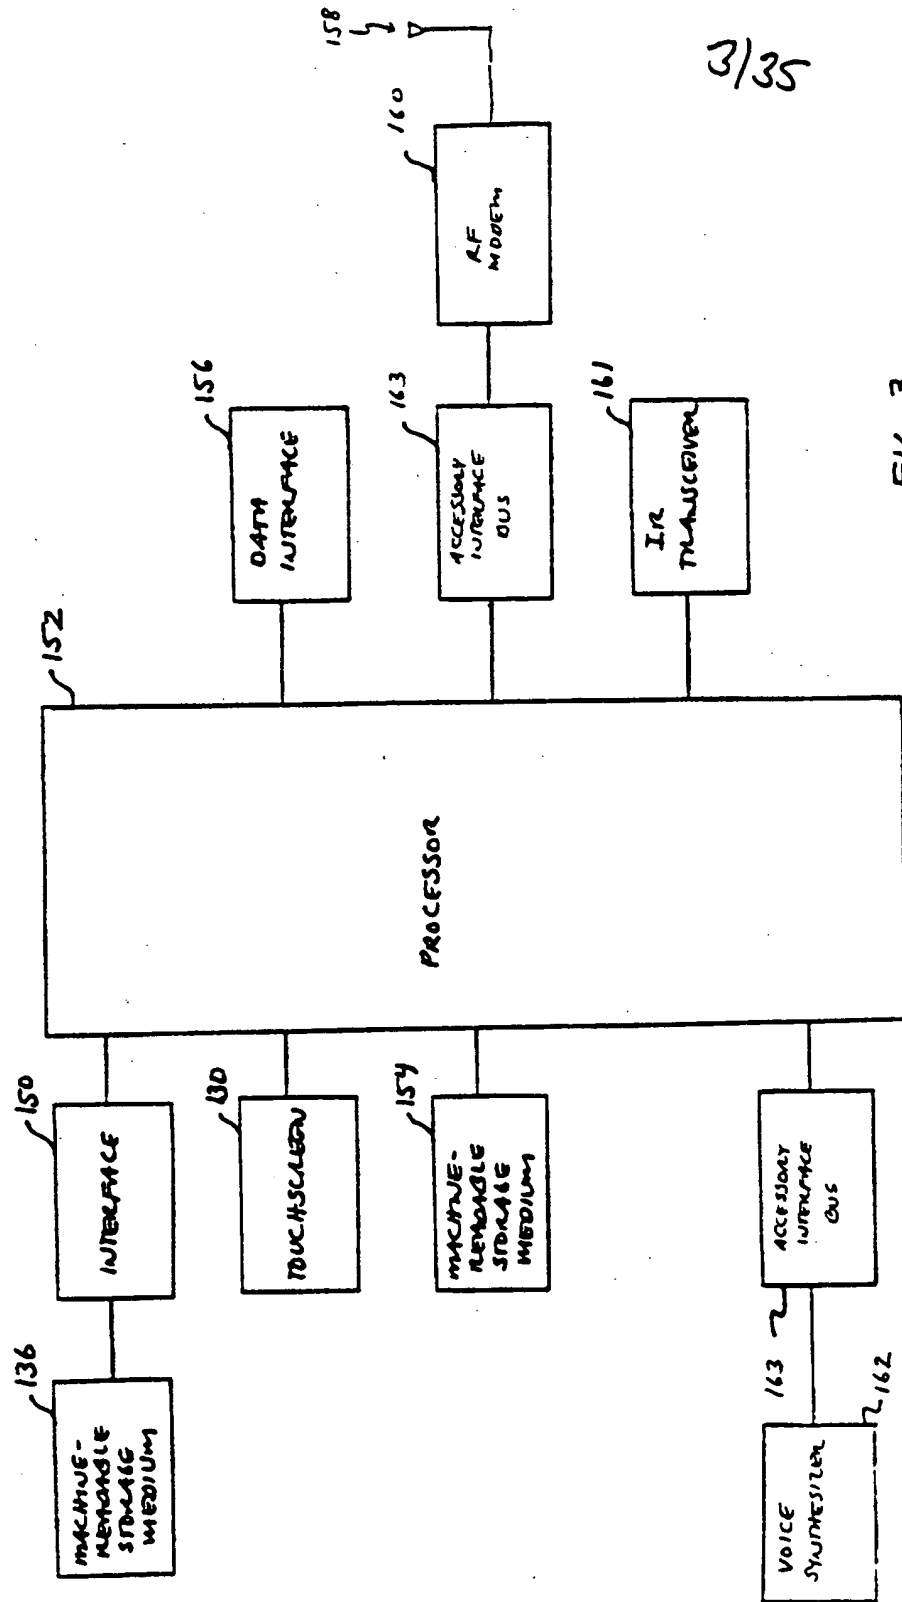 3/35
158
160
RF
MODEM
156
DATA
INTERFACE
163
ACCESSORY
INTERFACE
BUS
161
IR
TRANSCEIVER
152
PROCESSOR
150
INTERFACE
130
TOUCHSCREEN
154
MACHINE-
READABLE
STORAGE
MEDIUM
ACCESSORY
INTERFACE
BUS
136
MACHINE-
READABLE
STORAGE
MEDIUM
163
162
VOICE
SYNTHESIZER